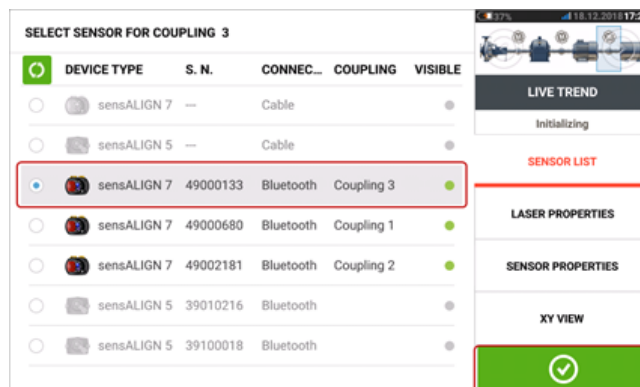 SELECT SENSOR FOR COUPLING 3
DEVICE TYPE S. N. CONNEC... COUPLING VISIBLE
sensALIGN 7 — Cable
sensALIGN 5 — Cable
sensALIGN 7 49000133 Bluetooth Coupling 3
sensALIGN 7 49000680 Bluetooth Coupling 1
sensALIGN 7 49002181 Bluetooth Coupling 2
sensALIGN 5 39010216 Bluetooth
sensALIGN 5 39100018 Bluetooth
37% 18.12.2018
LIVE TREND
Initializing
SENSOR LIST
LASER PROPERTIES
SENSOR PROPERTIES
XY VIEW